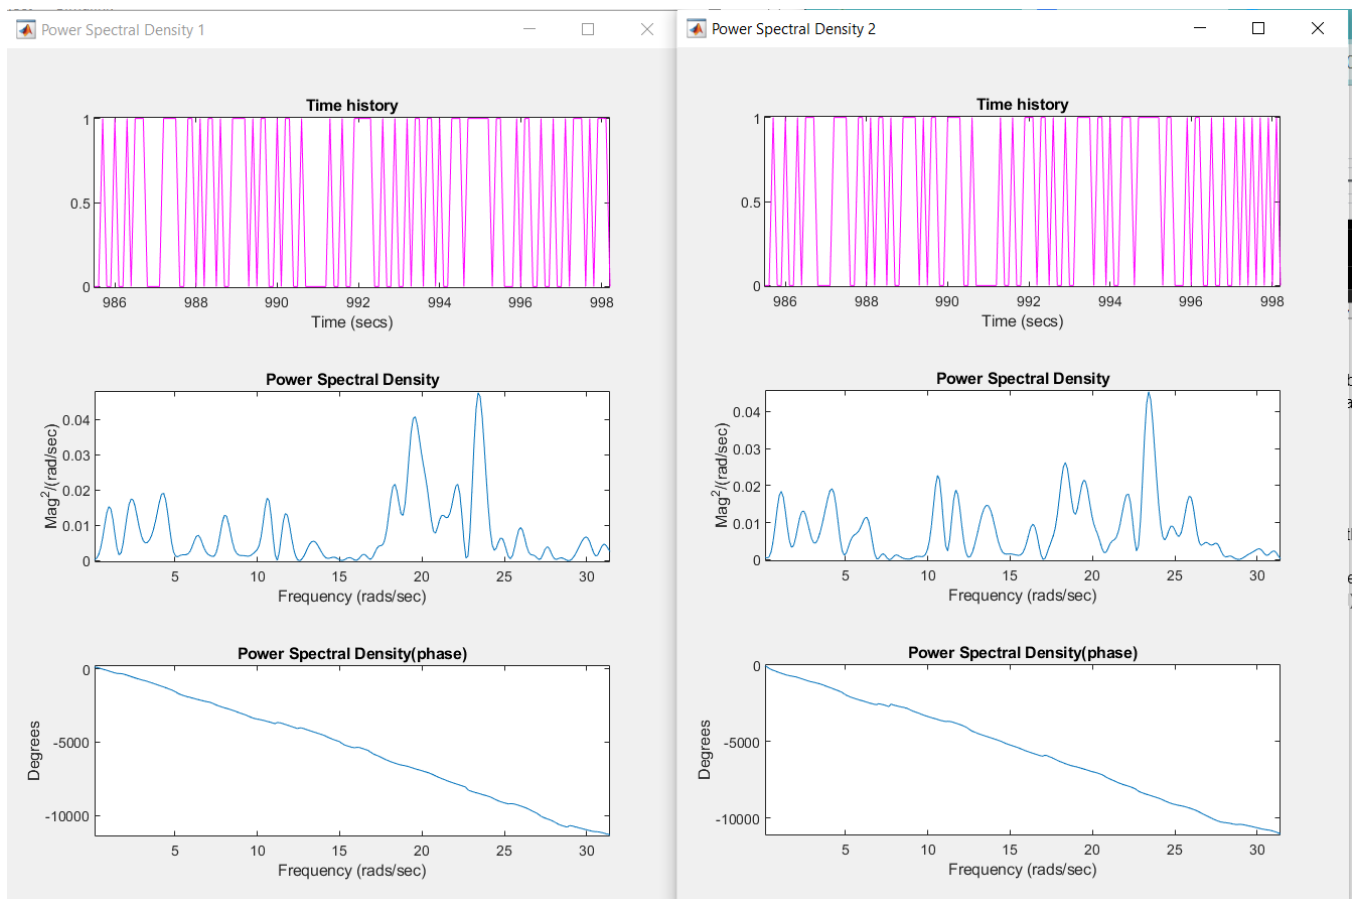 Power Spectral Density 1
Time history
1
0.5
0
986 988 990 992 994 996 998
Time (secs)
Power Spectral Density
Mag²/(rad/sec)
0.04
0.03
0.02
0.01
0
5 10 15 20 25 30
Frequency (rads/sec)
Power Spectral Density(phase)
Degrees
0
-5000
-10000
5 10 15 20 25 30
Frequency (rads/sec)
Power Spectral Density 2
Time history
1
0.5
0
986 988 990 992 994 996 998
Time (secs)
Power Spectral Density
Mag²/(rad/sec)
0.04
0.03
0.02
0.01
0
5 10 15 20 25 30
Frequency (rads/sec)
Power Spectral Density(phase)
Degrees
0
-5000
-10000
5 10 15 20 25 30
Frequency (rads/sec)